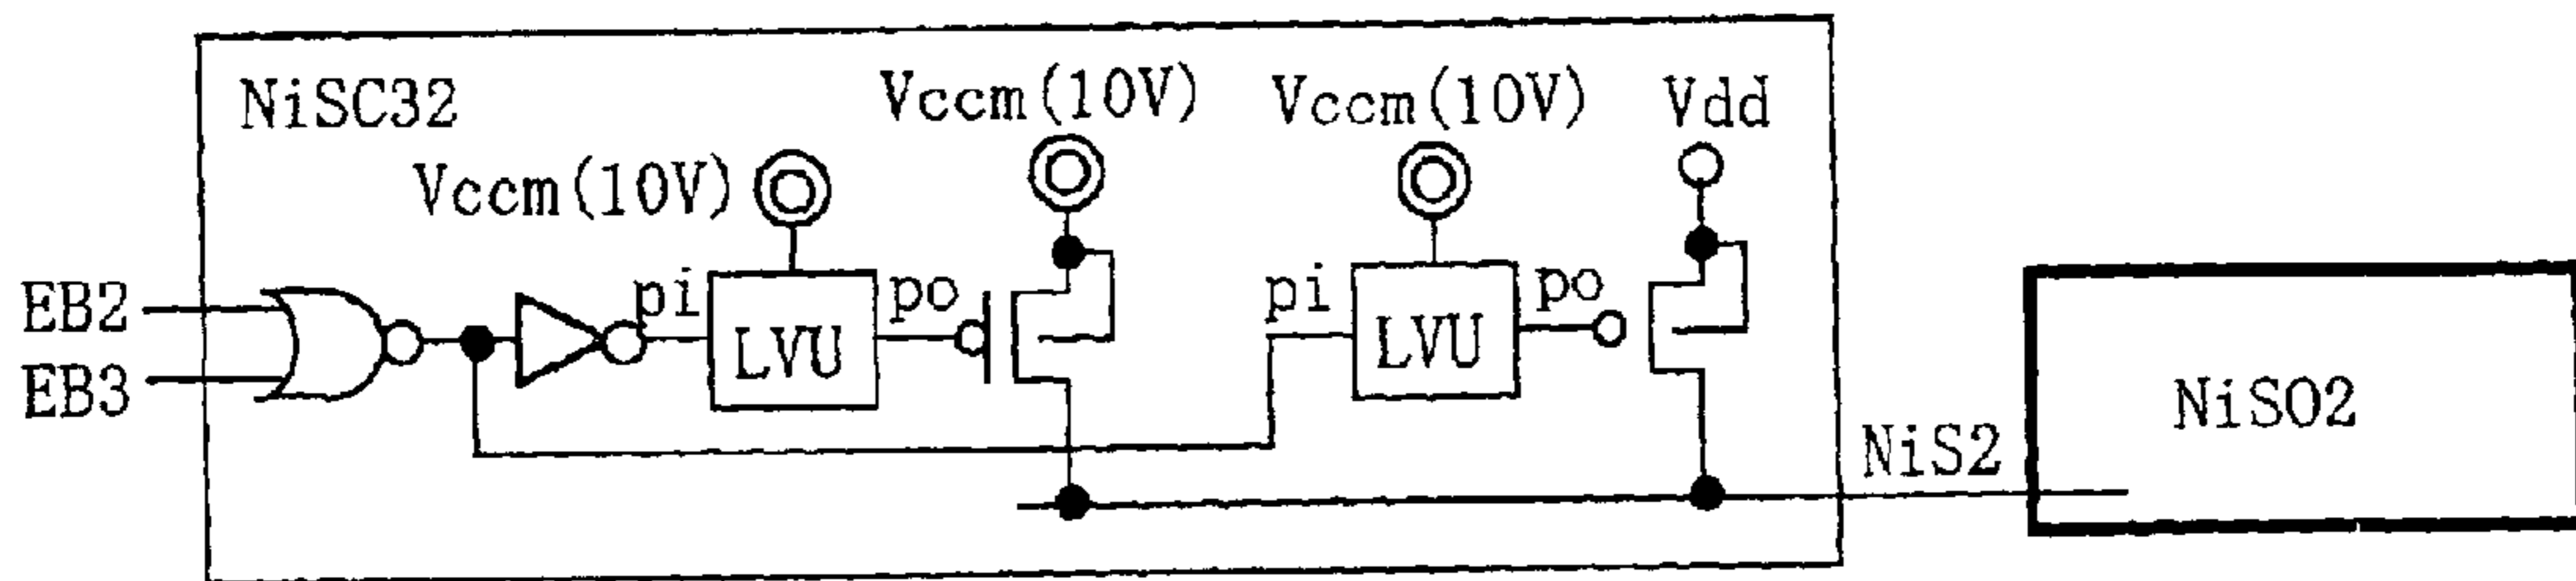 NiSC32
Vccm(10V)
Vccm(10V)
Vccm(10V)
Vdd
EB2
EB3
pi
LVU
po
pi
LVU
po
NiS2
NiSO2